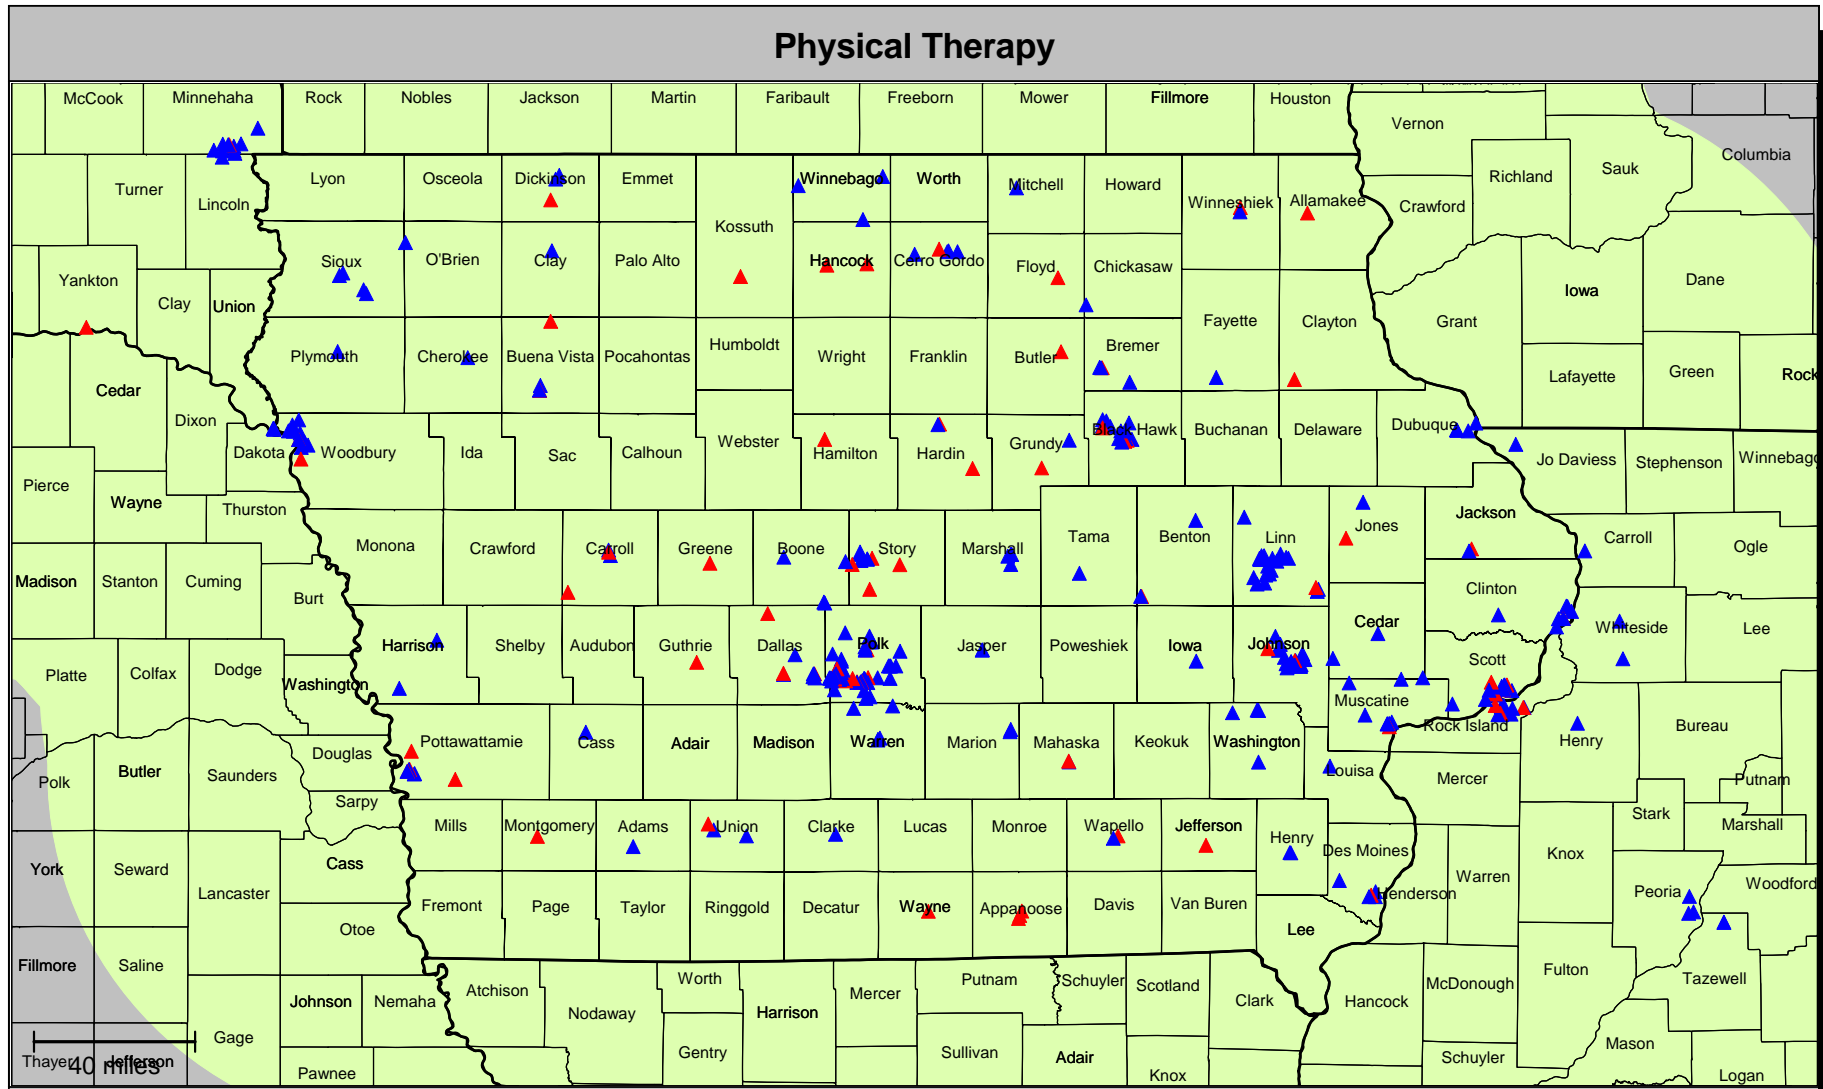 Physical Therapy
McCook Minnehaha Rock Nobles Jackson Martin Faribault Freeborn Mower Fillmore Houston
Vernon
Columbia
Turner Lincoln Lyon Osceola Dickinson Emmet Kossuth Winnebago Worth Mitchell Howard Winneshiek Allamakee Crawford Richland Sauk
Yankton Clay Union Sioux O'Brien Clay Palo Alto Hancock Cerro Gordo Floyd Chickasaw Iowa Dane
Fayette Clayton Grant
Cedar Plymouth Cherokee Buena Vista Pocahontas Humboldt Wright Franklin Butler Bremer Lafayette Green Rock
Dixon Dakota Woodbury Ida Sac Calhoun Webster Hamilton Hardin Grundy Black Hawk Buchanan Delaware Dubuque Jo Daviess Stephenson Winnebago
Pierce Wayne Thurston Jackson
Monona Crawford Carroll Greene Boone Story Marshall Tama Benton Linn Jones Carroll Ogle
Madison Stanton Cuming Burt Clinton
Harrison Shelby Audubon Guthrie Dallas Polk Jasper Poweshiek Iowa Johnson Cedar Scott Whiteside Lee
Platte Colfax Dodge Washington Muscatine Rock Island Henry Bureau
Pottawattamie Cass Adair Madison Warren Marion Mahaska Keokuk Washington Louisa
Polk Butler Saunders Douglas Mercer Putnam
Sarpy Mills Montgomery Adams Union Clarke Lucas Monroe Wapello Jefferson Henry Des Moines Stark Marshall
York Seward Lancaster Cass Knox Warren Peoria Woodford
Fremont Page Taylor Ringgold Decatur Wayne Appanoose Davis Van Buren Lee Henderson
Otoe
Fillmore Saline Atchison Worth Putnam Schuyler Scotland Fulton Tazewell
Johnson Nemaha Nodaway Harrison Mercer Clark Hancock McDonough
Gage Gentry Sullivan Adair Schuyler Mason
Thayer Jefferson Pawnee Knox Logan
40 miles